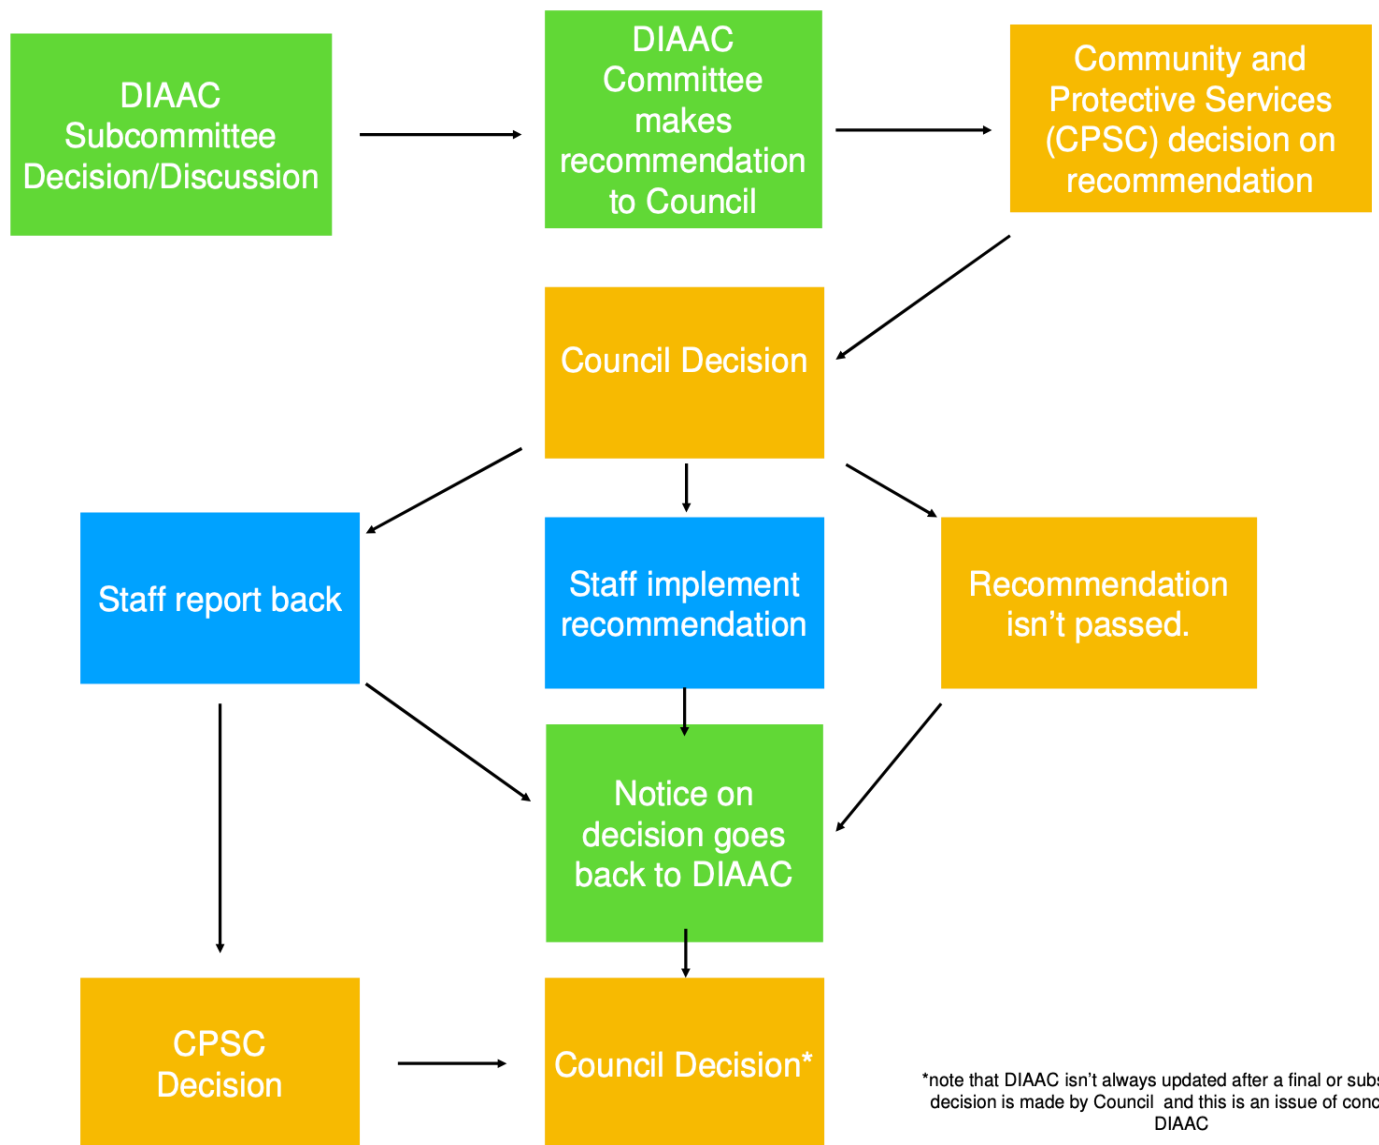 DIAAC
Subcommittee
Decision/Discussion
DIAAC
Committee
makes
recommendation
to Council
Community and
Protective Services
(CPSC) decision on
recommendation
Council Decision
Staff report back
Staff implement
recommendation
Recommendation
isn’t passed.
Notice on
decision goes
back to DIAAC
CPSC
Decision
Council Decision*
*note that DIAAC isn’t always updated after a final or
decision is made by Council and this is an issue of
DIAAC